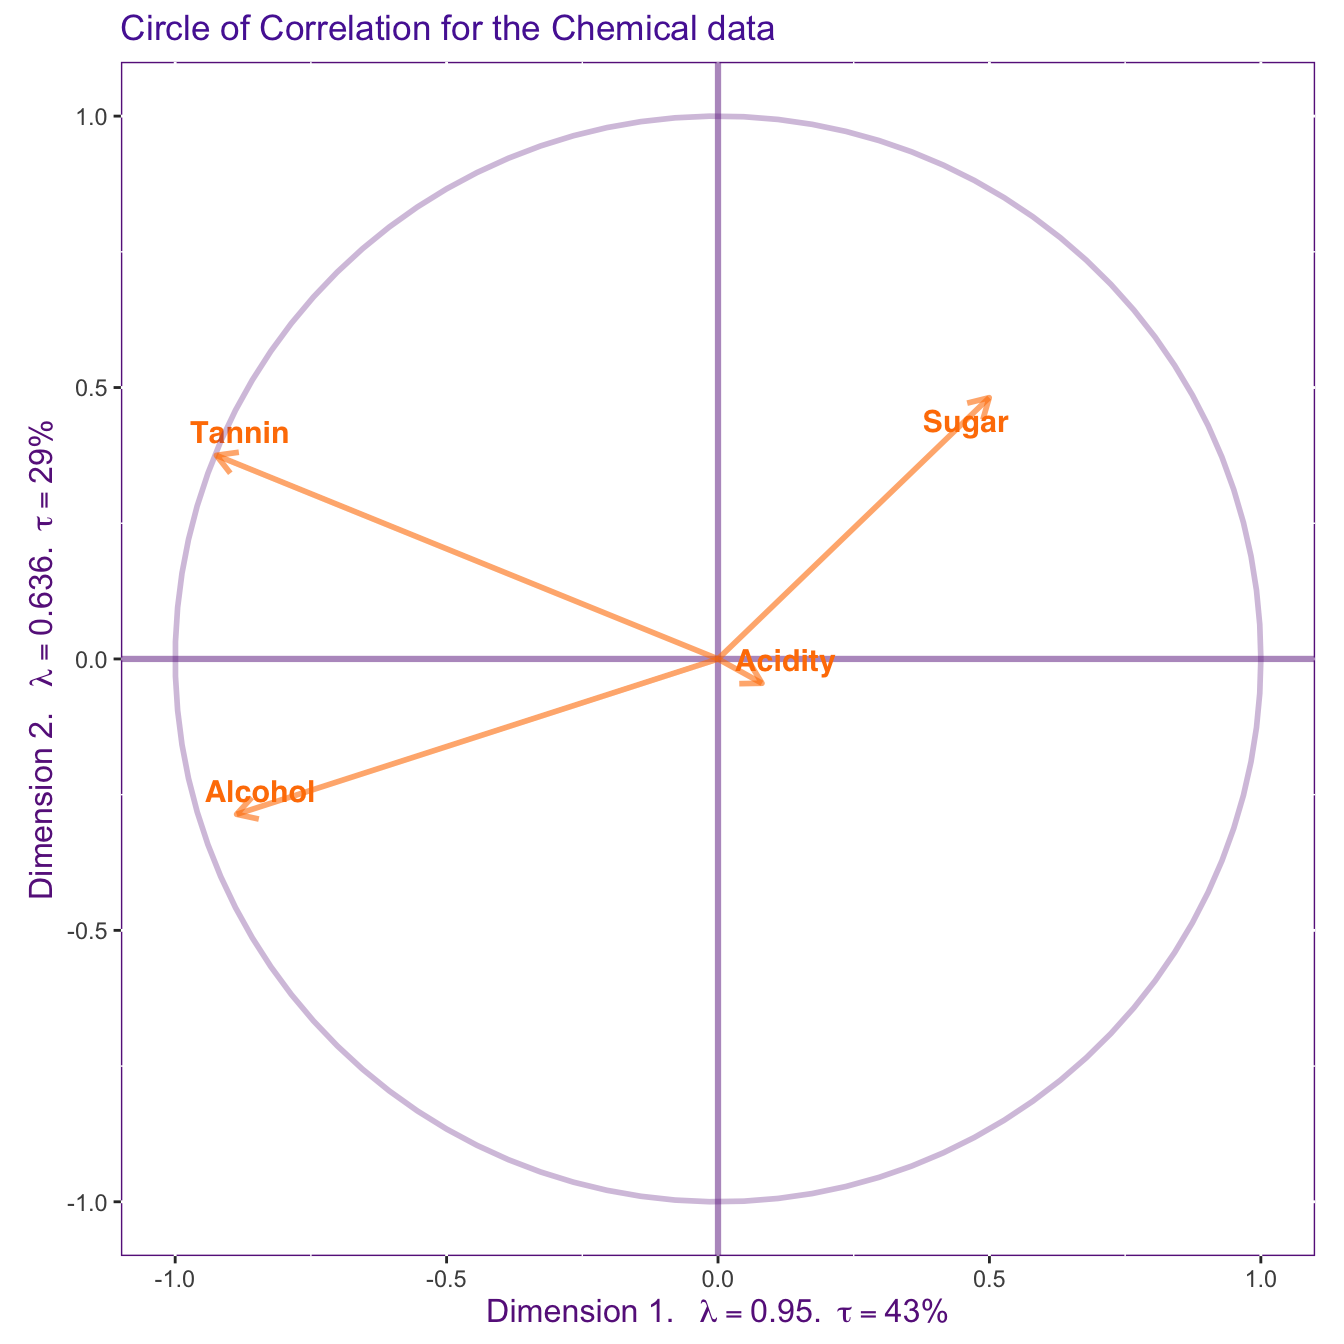 Circle of Correlation for the Chemical data
1.0
0.5
0.0
-0.5
-1.0
Dimension 2. λ = 0.636. τ = 29%
Tannin
Sugar
Acidity
Alcohol
-1.0 -0.5 0.0 0.5 1.0
Dimension 1. λ = 0.95. τ = 43%